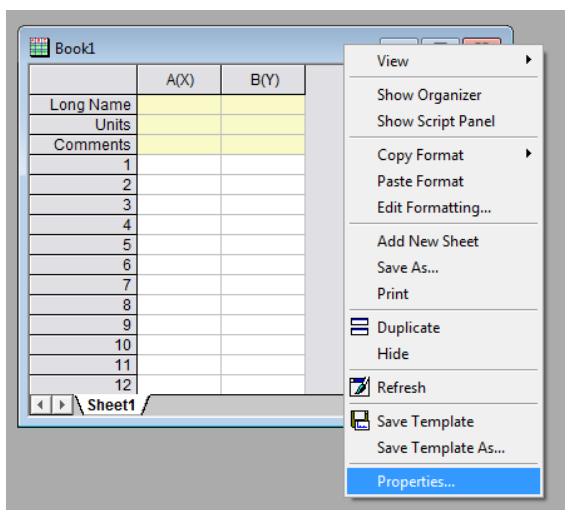 Book1
A(X) B(Y)
Long Name
Units
Comments
1
2
3
4
5
6
7
8
9
10
11
12
Sheet1
View
Show Organizer
Show Script Panel
Copy Format
Paste Format
Edit Formatting...
Add New Sheet
Save As...
Print
Duplicate
Hide
Refresh
Save Template
Save Template As...
Properties...